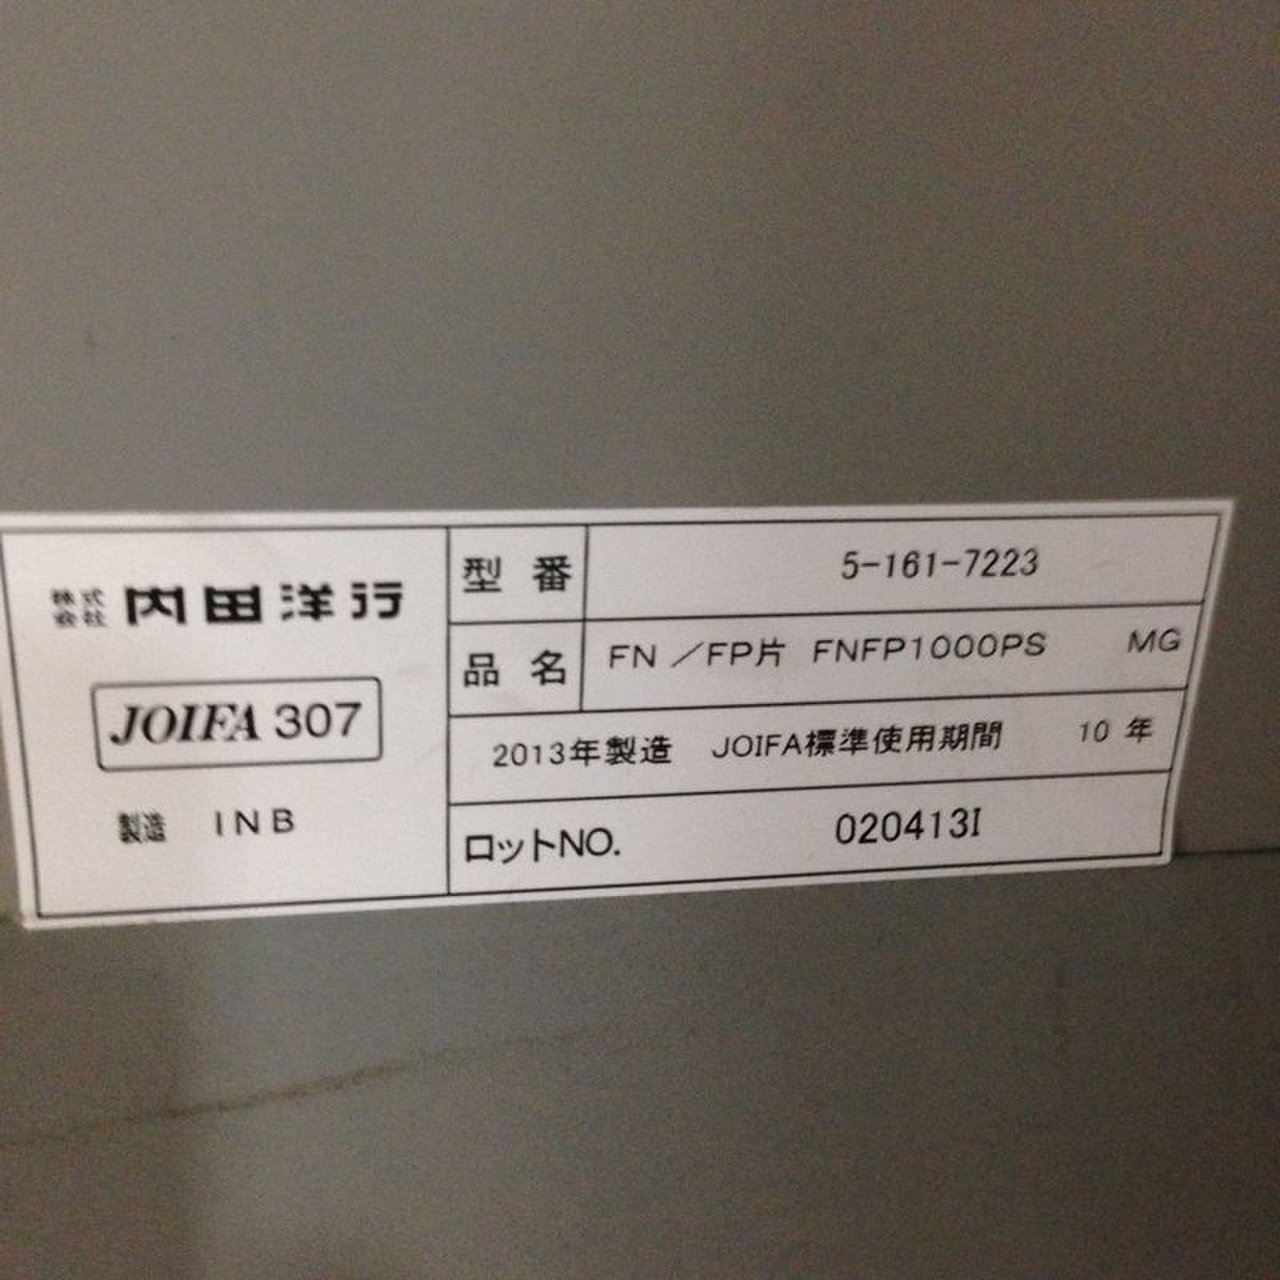 株式会社 内田洋行
JOIFA 307
製造 INB
型番 5-161-7223
品名 FN /FP片 FNFP1000PS MG
2013年製造 JOIFA標準使用期間 10年
ロットNO. 020413I